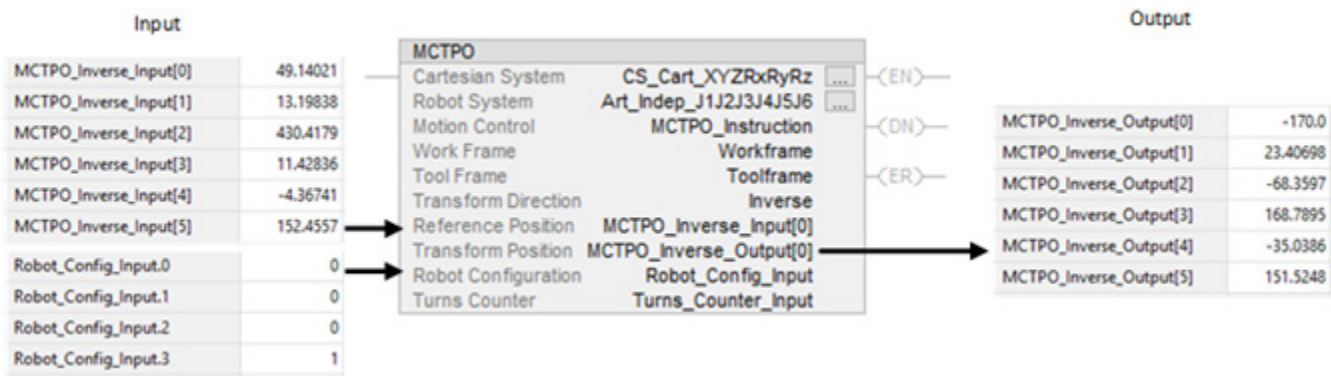 Input
MCTPO_Inverse_Input[0] 49.14021
MCTPO_Inverse_Input[1] 13.19838
MCTPO_Inverse_Input[2] 430.4179
MCTPO_Inverse_Input[3] 11.42836
MCTPO_Inverse_Input[4] -4.36741
MCTPO_Inverse_Input[5] 152.4557
Robot_Config_Input.0 0
Robot_Config_Input.1 0
Robot_Config_Input.2 0
Robot_Config_Input.3 1
MCTPO
Cartesian System CS_Cart_XYZRxRyRz ... (EN)
Robot System Art_Indep_J1J2J3J4J5J6 ...
Motion Control MCTPO_Instruction (DN)
Work Frame Workframe
Tool Frame Toolframe (ER)
Transform Direction Inverse
Reference Position MCTPO_Inverse_Input[0]
Transform Position MCTPO_Inverse_Output[0]
Robot Configuration Robot_Config_Input
Turns Counter Turns_Counter_Input
Output
MCTPO_Inverse_Output[0] -170.0
MCTPO_Inverse_Output[1] 23.40698
MCTPO_Inverse_Output[2] -68.3597
MCTPO_Inverse_Output[3] 168.7895
MCTPO_Inverse_Output[4] -35.0386
MCTPO_Inverse_Output[5] 151.5248